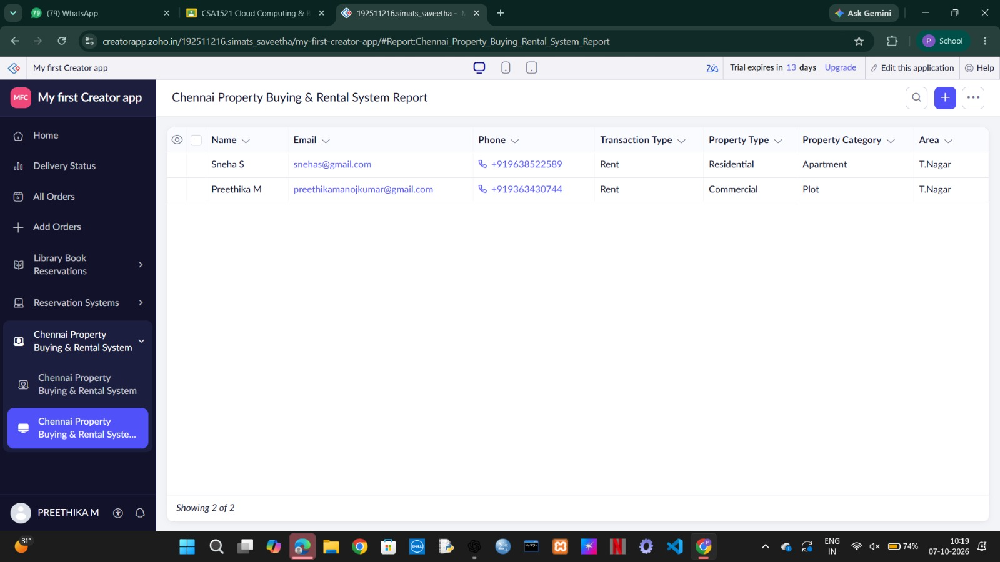 79 (79) WhatsApp
CSA1521 Cloud Computing &
192511216.simats_saveetha -
Ask Gemini
creatorapp.zoho.in/192511216.simats_saveetha/my-first-creator-app/#Report:Chennai_Property_Buying_Rental_System_Report
P School
My first Creator app
Trial expires in 13 days Upgrade
Edit this application
Help
MFC My first Creator app
Chennai Property Buying & Rental System Report
Home
Delivery Status
All Orders
Add Orders
Library Book
Reservations
Reservation Systems
Chennai Property
Buying & Rental System
Chennai Property
Buying & Rental System
Chennai Property
Buying & Rental Syste...
PREETHIKA M
Name Email Phone Transaction Type Property Type Property Category Area
Sneha S snehas@gmail.com +919638522589 Rent Residential Apartment T.Nagar
Preethika M preethikamanojkumar@gmail.com +919363430744 Rent Commercial Plot T.Nagar
Showing 2 of 2
31°
DELL
MySQL
N
ENG
IN
74%
10:19
07-10-2026